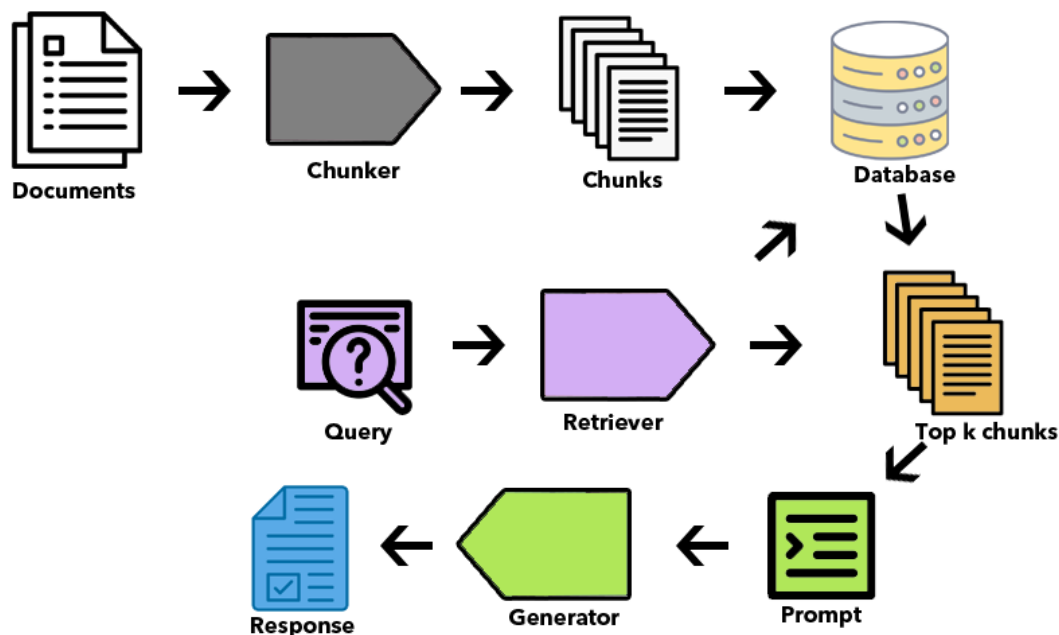 Documents
Chunker
Chunks
Database
?
Query
Retriever
Top k chunks
Response
Generator
Prompt